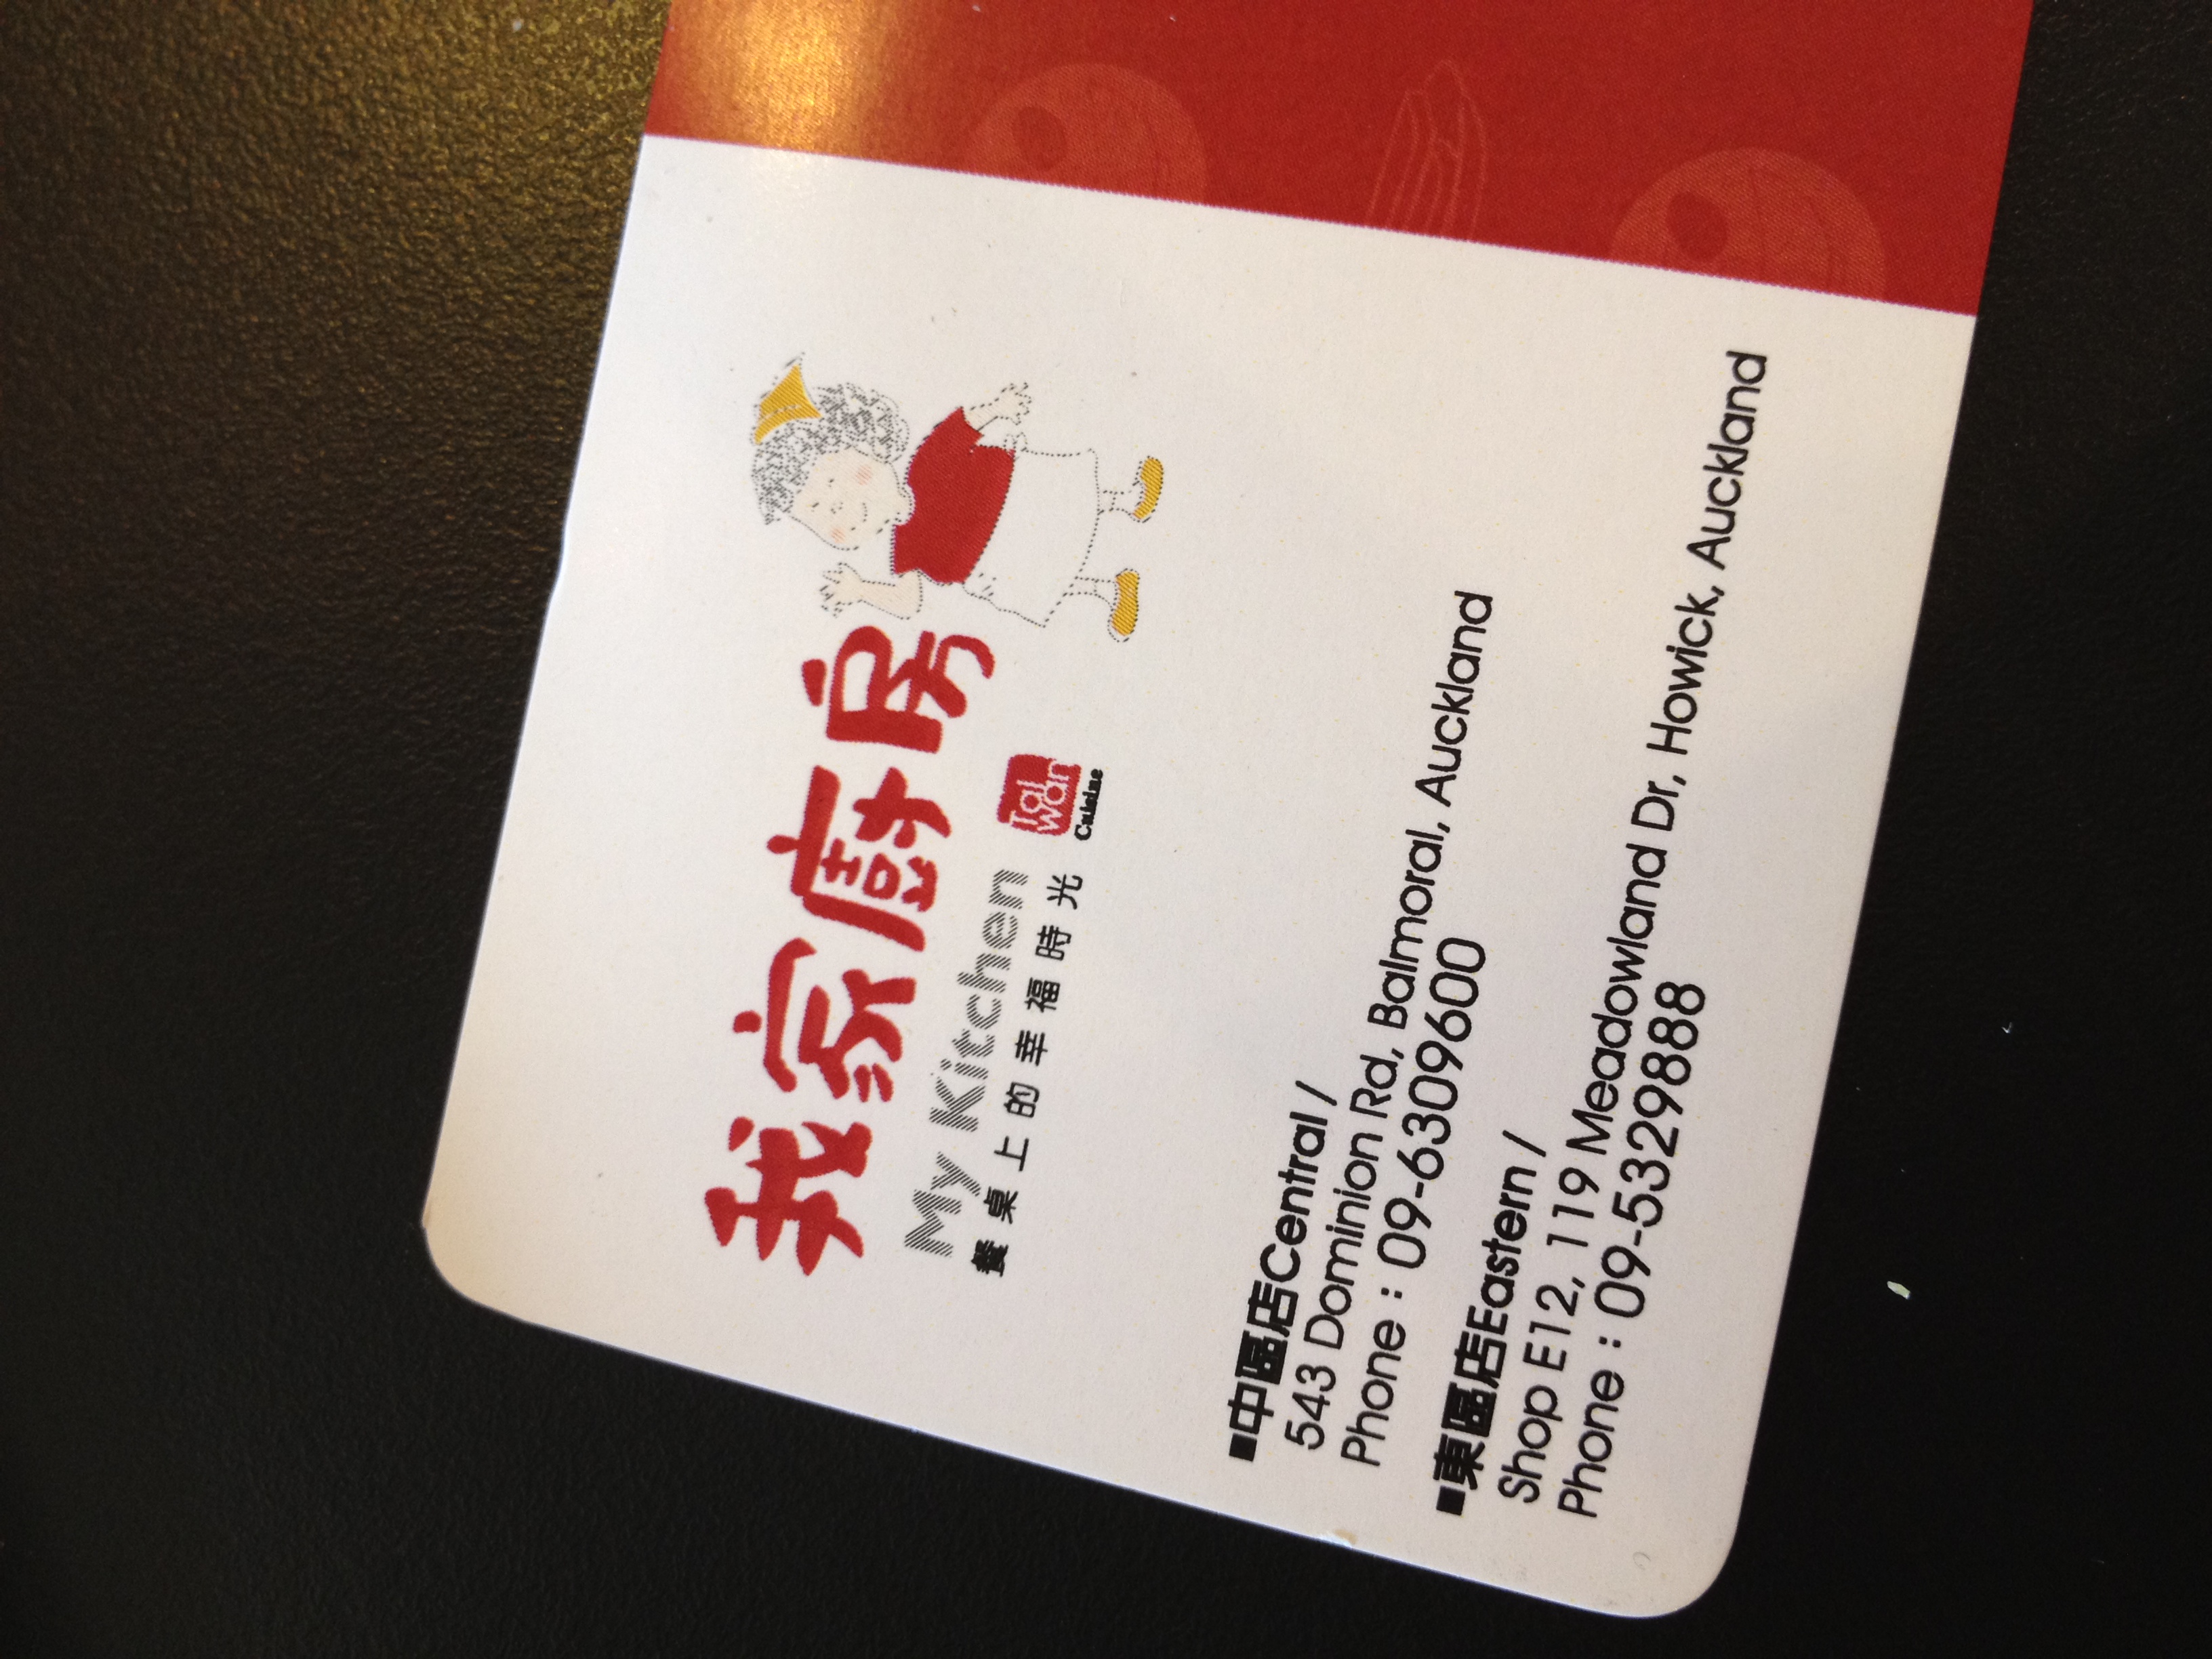 我家廚房
My Kitchen
餐桌上的幸福時光
Tai
wan
Cuisine
■中區店Central /
543 Dominion Rd, Balmoral, Auckland
Phone : 09-6309600
■東區店Eastern /
Shop E12, 119 Meadowland Dr, Howick, Auckland
Phone : 09-5329888